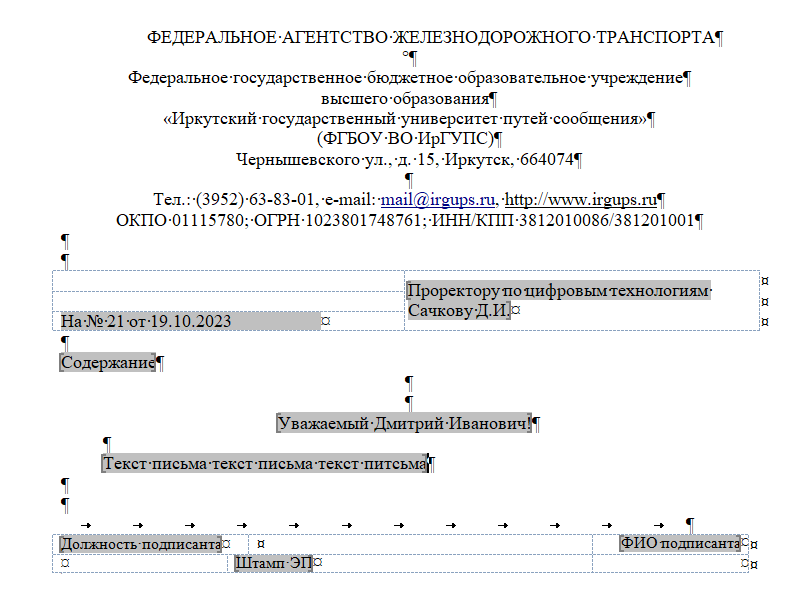 ФЕДЕРАЛЬНОЕ АГЕНТСТВО ЖЕЛЕЗНОДОРОЖНОГО ТРАНСПОРТА
Федеральное государственное бюджетное образовательное учреждение
высшего образования
«Иркутский государственный университет путей сообщения»
(ФГБОУ ВО ИрГУПС)
Чернышевского ул., д. 15, Иркутск, 664074
Тел.: (3952) 63-83-01, e-mail: mail@irgups.ru, http://www.irgups.ru
ОКПО 01115780; ОГРН 1023801748761; ИНН/КПП 3812010086/381201001
Проректору по цифровым технологиям
Сачкову Д.И.
На № 21 от 19.10.2023
Содержание
Уважаемый Дмитрий Иванович!
Текст письма текст письма текст питсьма
Должность подписанта ФИО подписанта
Штамп ЭП